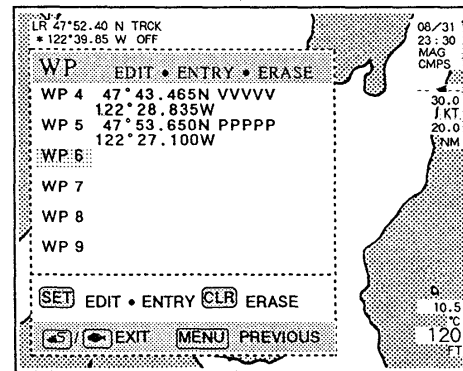 LR 47°52.40 N TRCK
* 122°39.85 W OFF
08/31
23:30
MAG
CMPS
WP EDIT • ENTRY • ERASE
WP 4 47°43.465N VVVVV
122°28.835W
WP 5 47°53.650N PPPPP
122°27.100W
WP 6
WP 7
WP 8
WP 9
30.0
KT
20.0
NM
SET EDIT • ENTRY CLR ERASE
/ EXIT MENU PREVIOUS
10.5
°C
120
FT